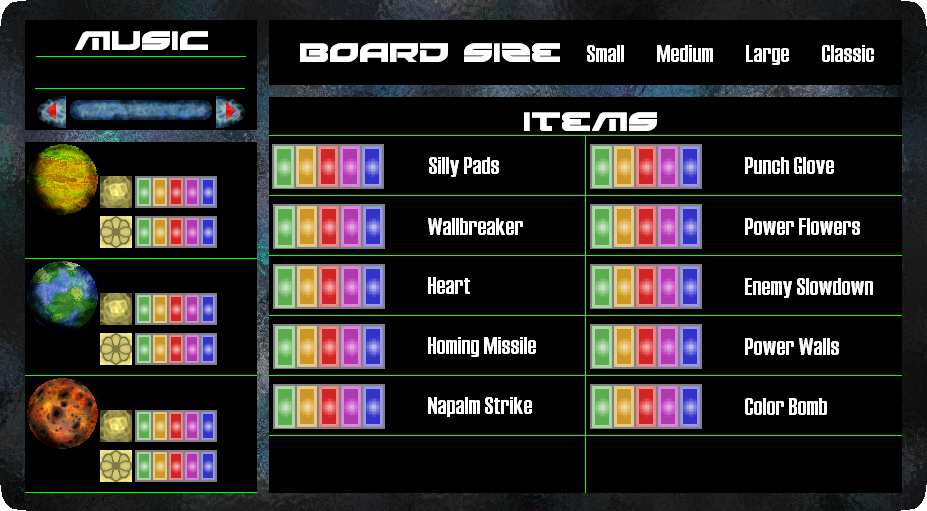 MUSIC
BOARD SIZE Small Medium Large Classic
ITEMS
Silly Pads Punch Glove
Wallbreaker Power Flowers
Heart Enemy Slowdown
Homing Missile Power Walls
Napalm Strike Color Bomb